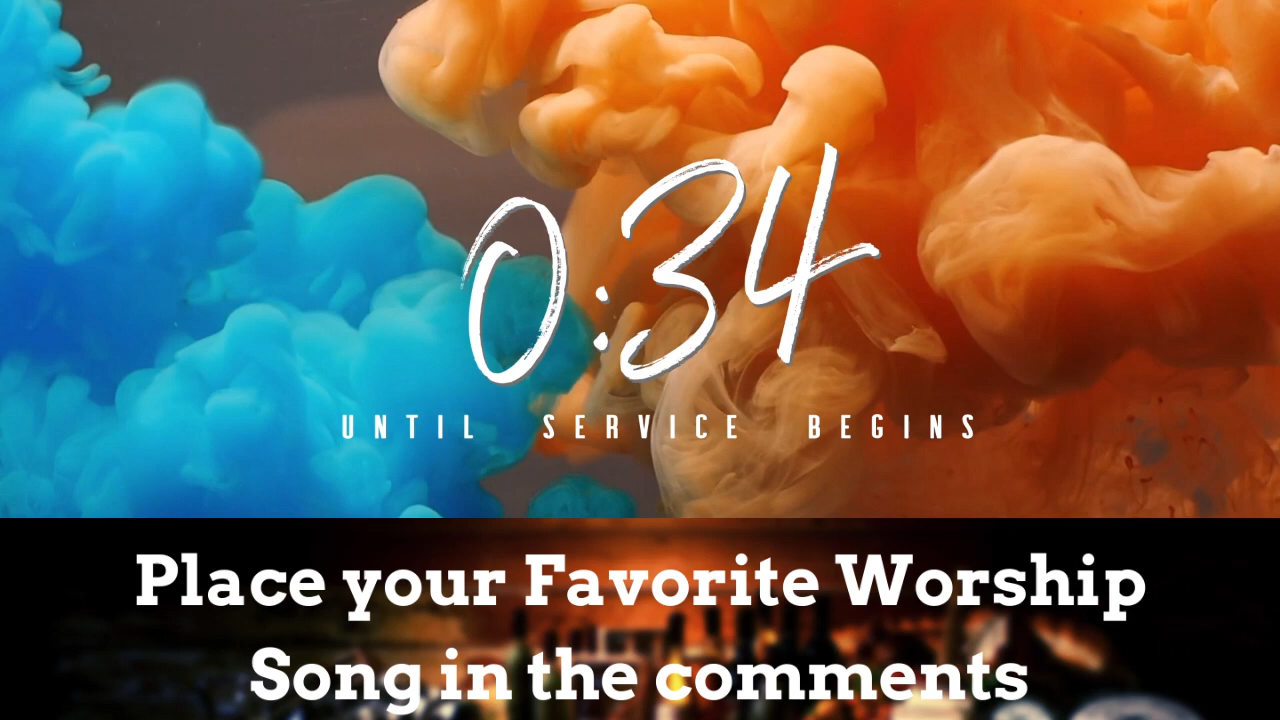 0:34
UNTIL SERVICE BEGINS
Place your Favorite Worship
Song in the comments